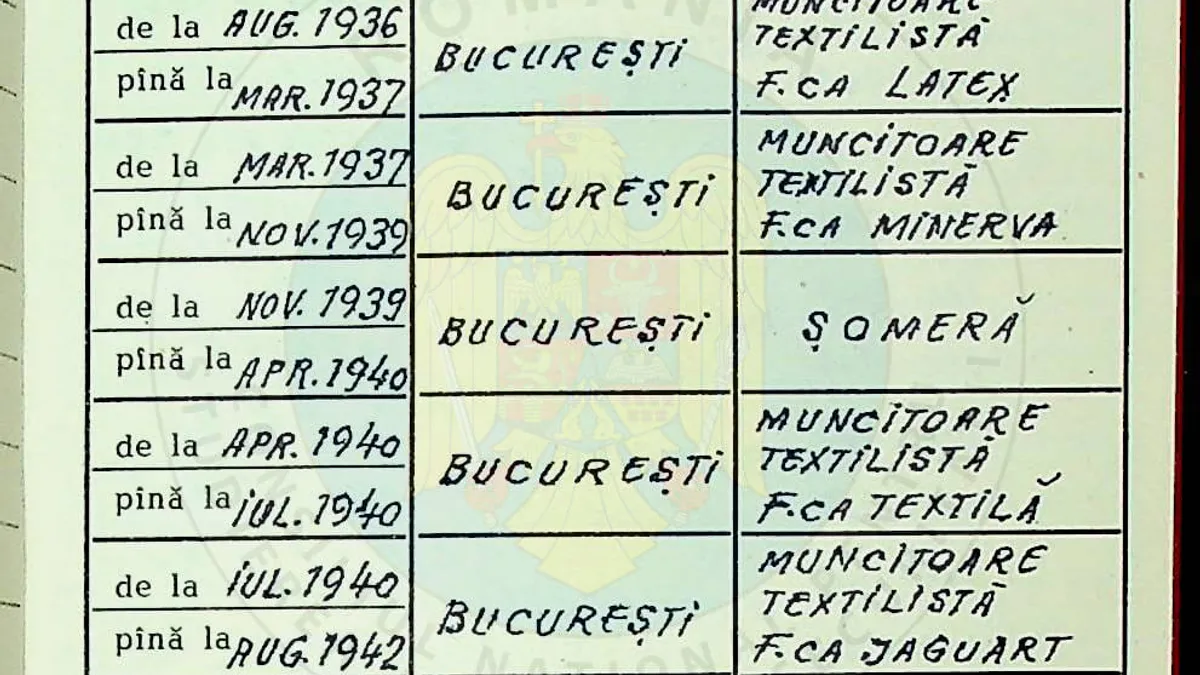 de la AUG. 1936
pînă la MAR. 1937
BUCUREȘTi
MUNCiTOARE
TEXTiLiSTĂ
F.CA LATEX
de la MAR. 1937
pînă la NOV. 1939
BUCUREȘTi
MUNCiTOARE
TEXTiLiSTĂ
F.CA MiNERVA
de la NOV. 1939
pînă la APR. 1940
BUCUREȘTi
ȘOMERĂ
de la APR. 1940
pînă la iUL. 1940
BUCUREȘTi
MUNCiTOARE
TEXTiLiSTĂ
F.CA TEXTiLĂ
de la iUL. 1940
pînă la AUG. 1942
BUCUREȘTi
MUNCiTOARE
TEXTiLiSTĂ
F.CA JAGUART